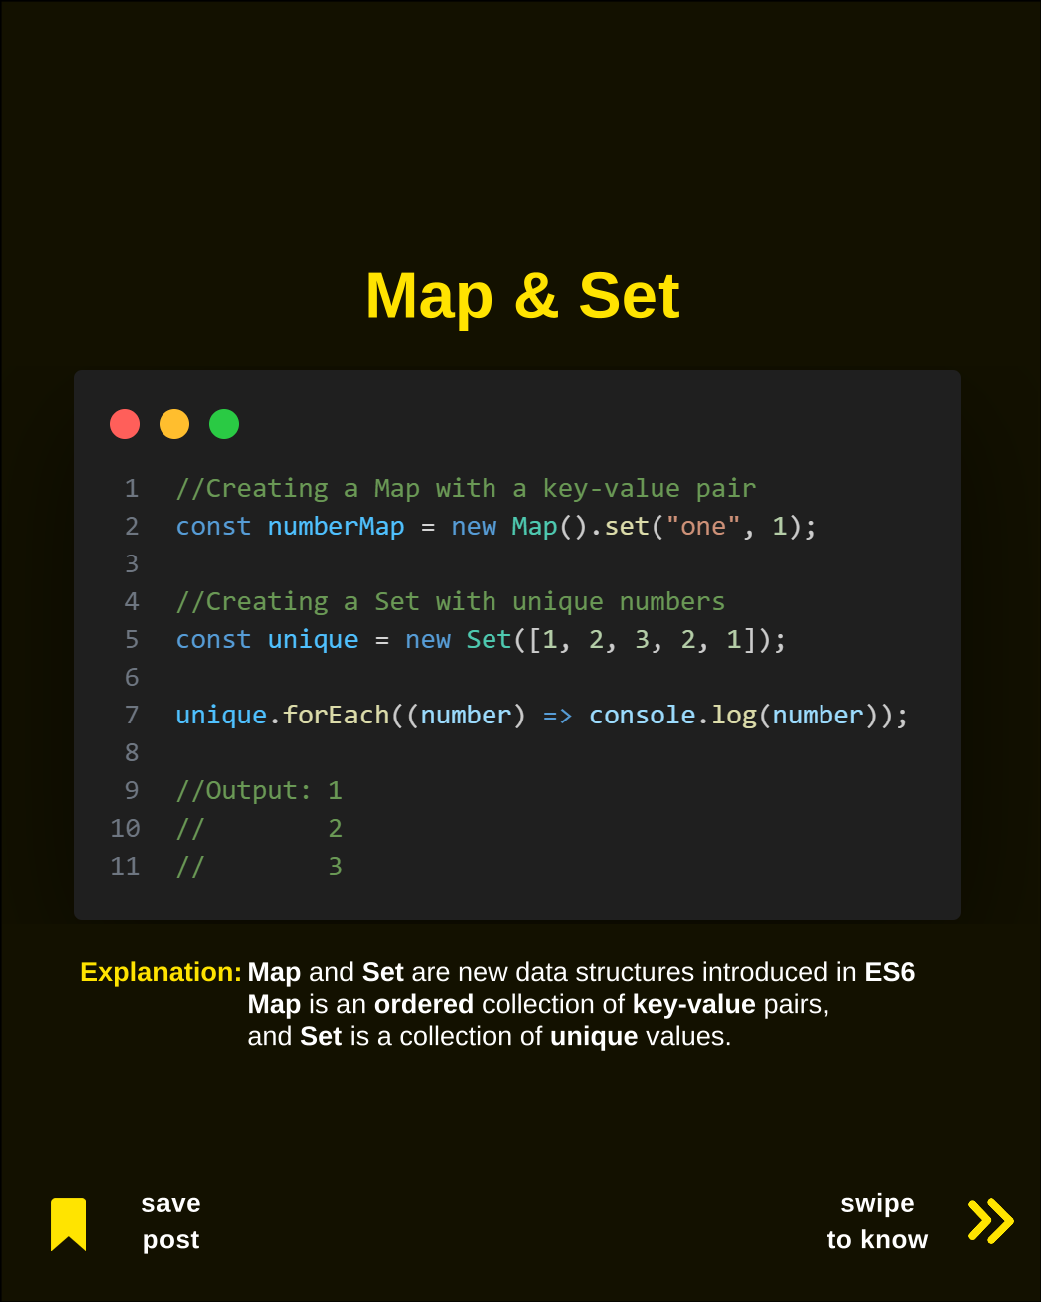 Map & Set
1 //Creating a Map with a key-value pair
2 const numberMap = new Map().set("one", 1);
3
4 //Creating a Set with unique numbers
5 const unique = new Set([1, 2, 3, 2, 1]);
6
7 unique.forEach((number) => console.log(number));
8
9 //Output: 1
10 //        2
11 //        3
Explanation: Map and Set are new data structures introduced in ES6
Map is an ordered collection of key-value pairs,
and Set is a collection of unique values.
save
post
swipe
to know